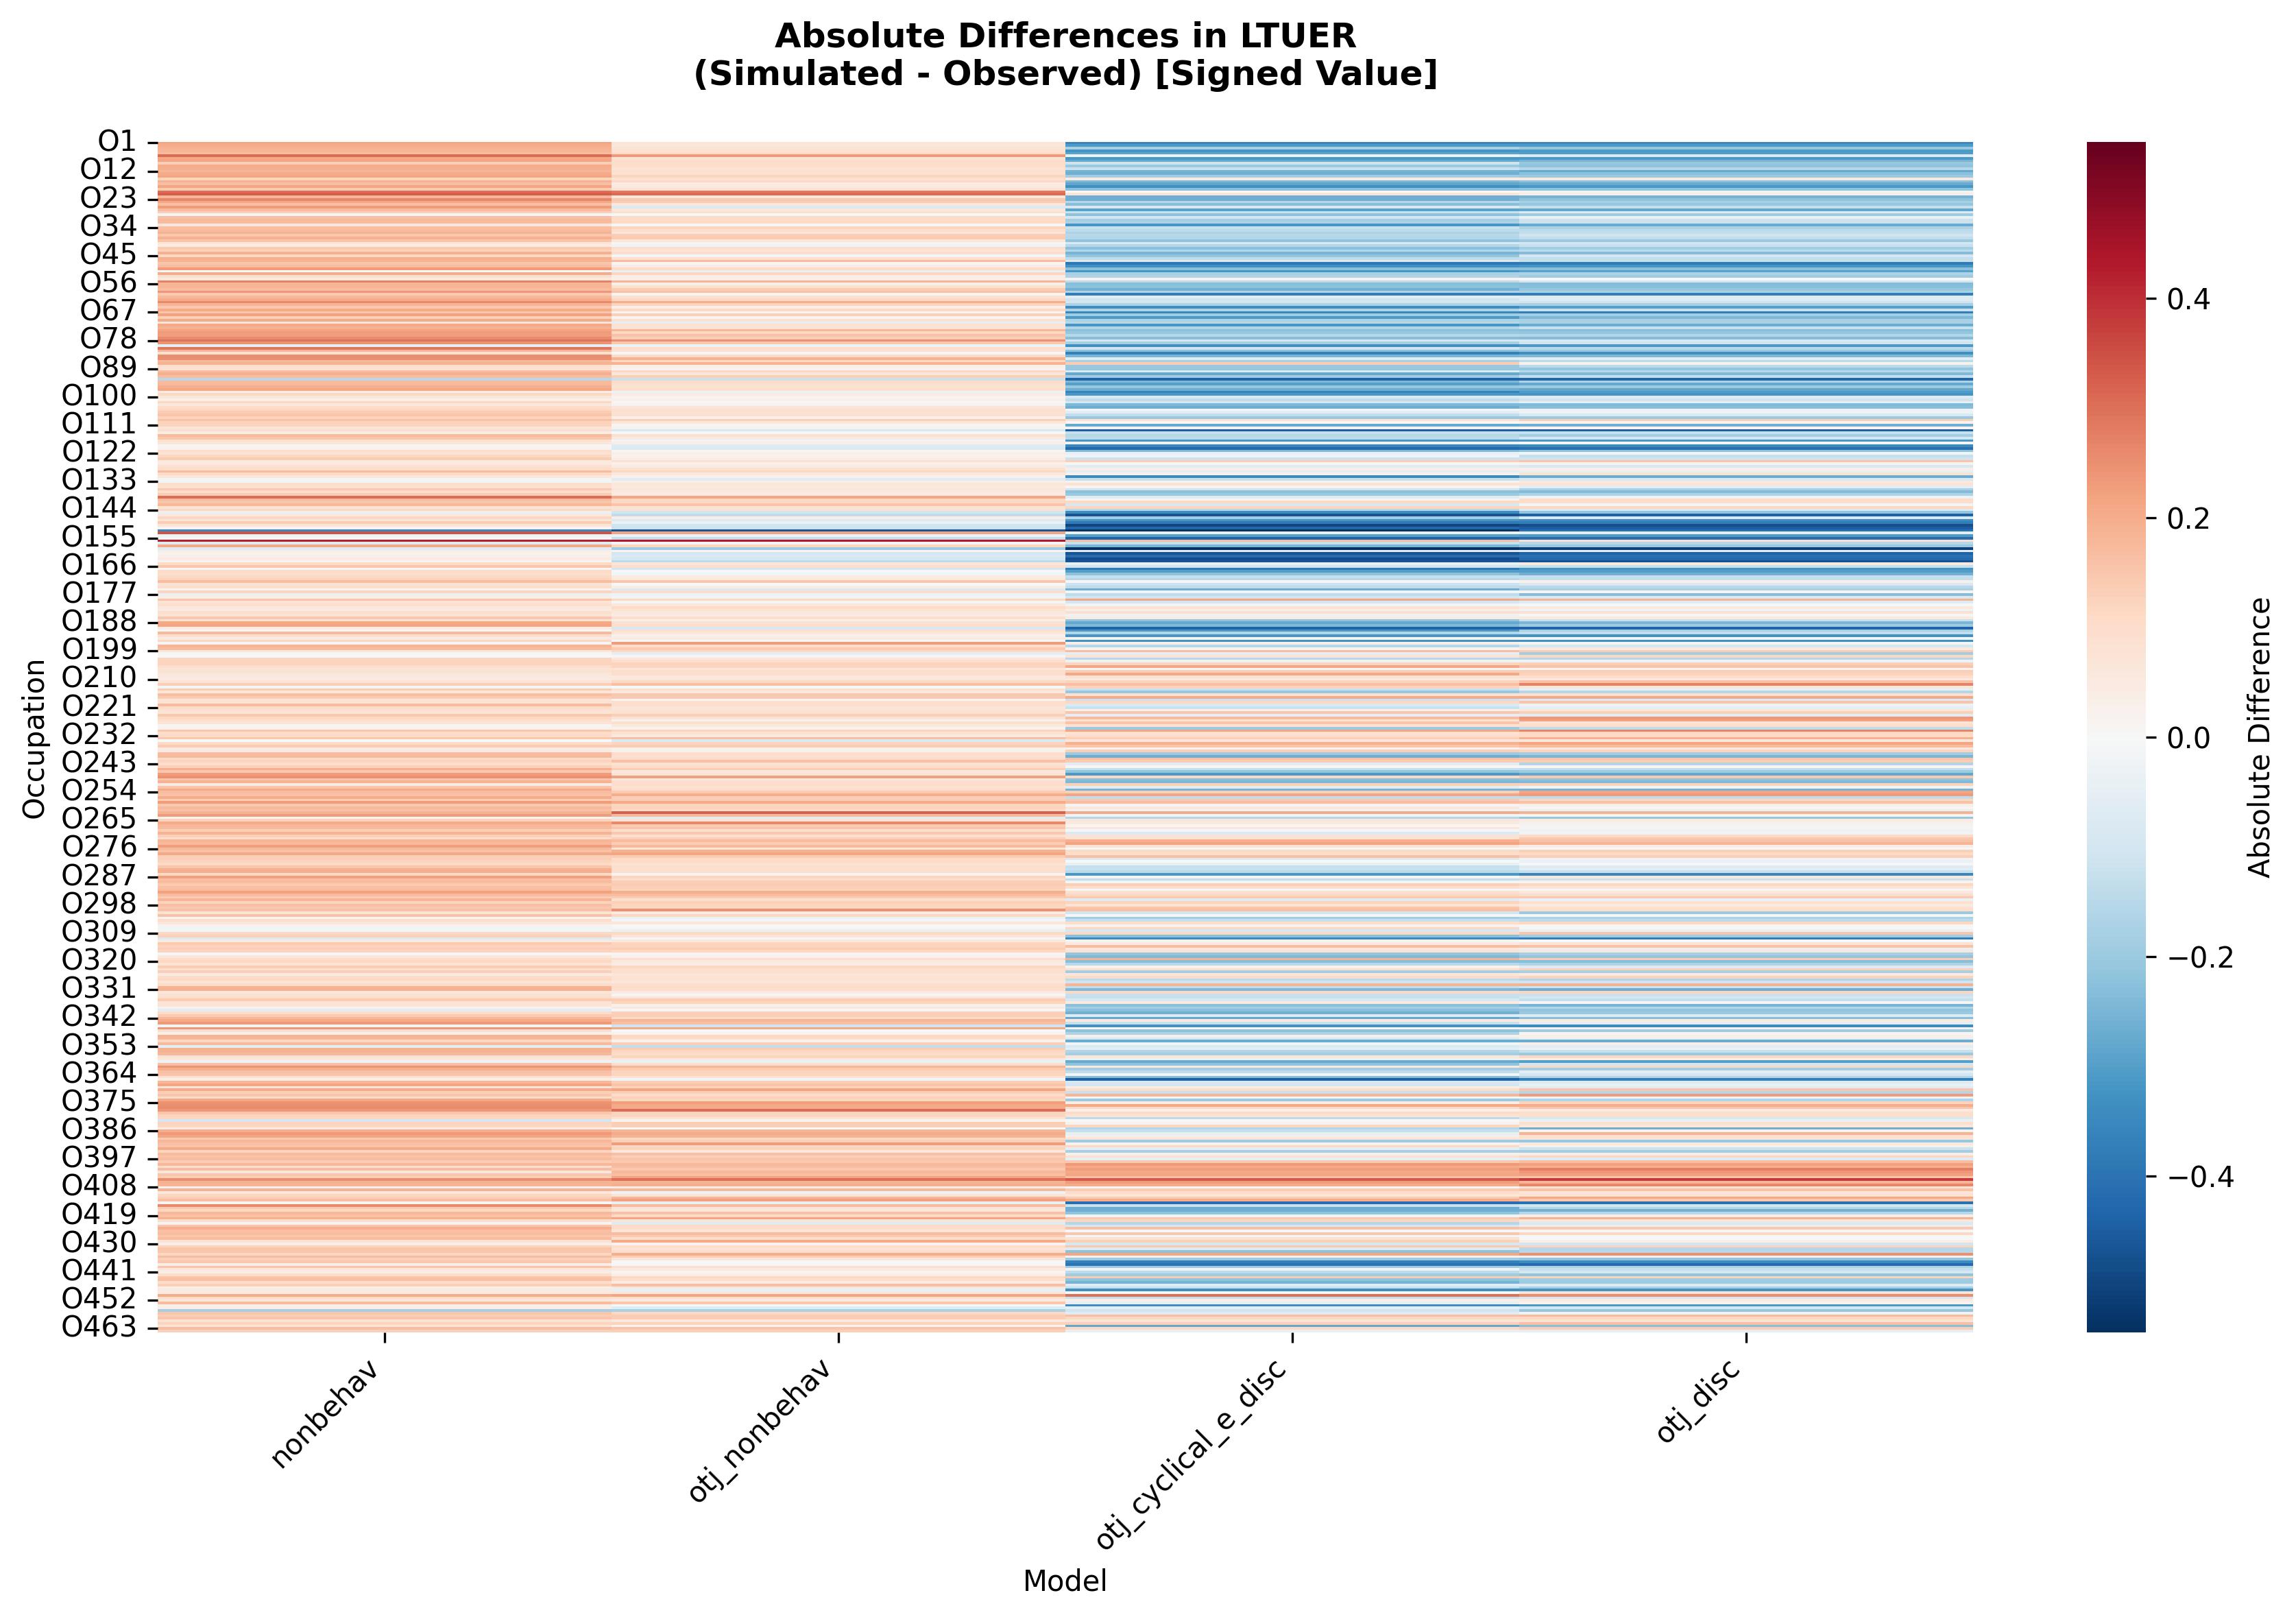 Absolute Differences in LTUER
(Simulated - Observed) [Signed Value]
Occupation
O1
O12
O23
O34
O45
O56
O67
O78
O89
O100
O111
O122
O133
O144
O155
O166
O177
O188
O199
O210
O221
O232
O243
O254
O265
O276
O287
O298
O309
O320
O331
O342
O353
O364
O375
O386
O397
O408
O419
O430
O441
O452
O463
nonbehav
otj_nonbehav
otj_cyclical_e_disc
otj_disc
Model
0.4
0.2
0.0
−0.2
−0.4
Absolute Difference